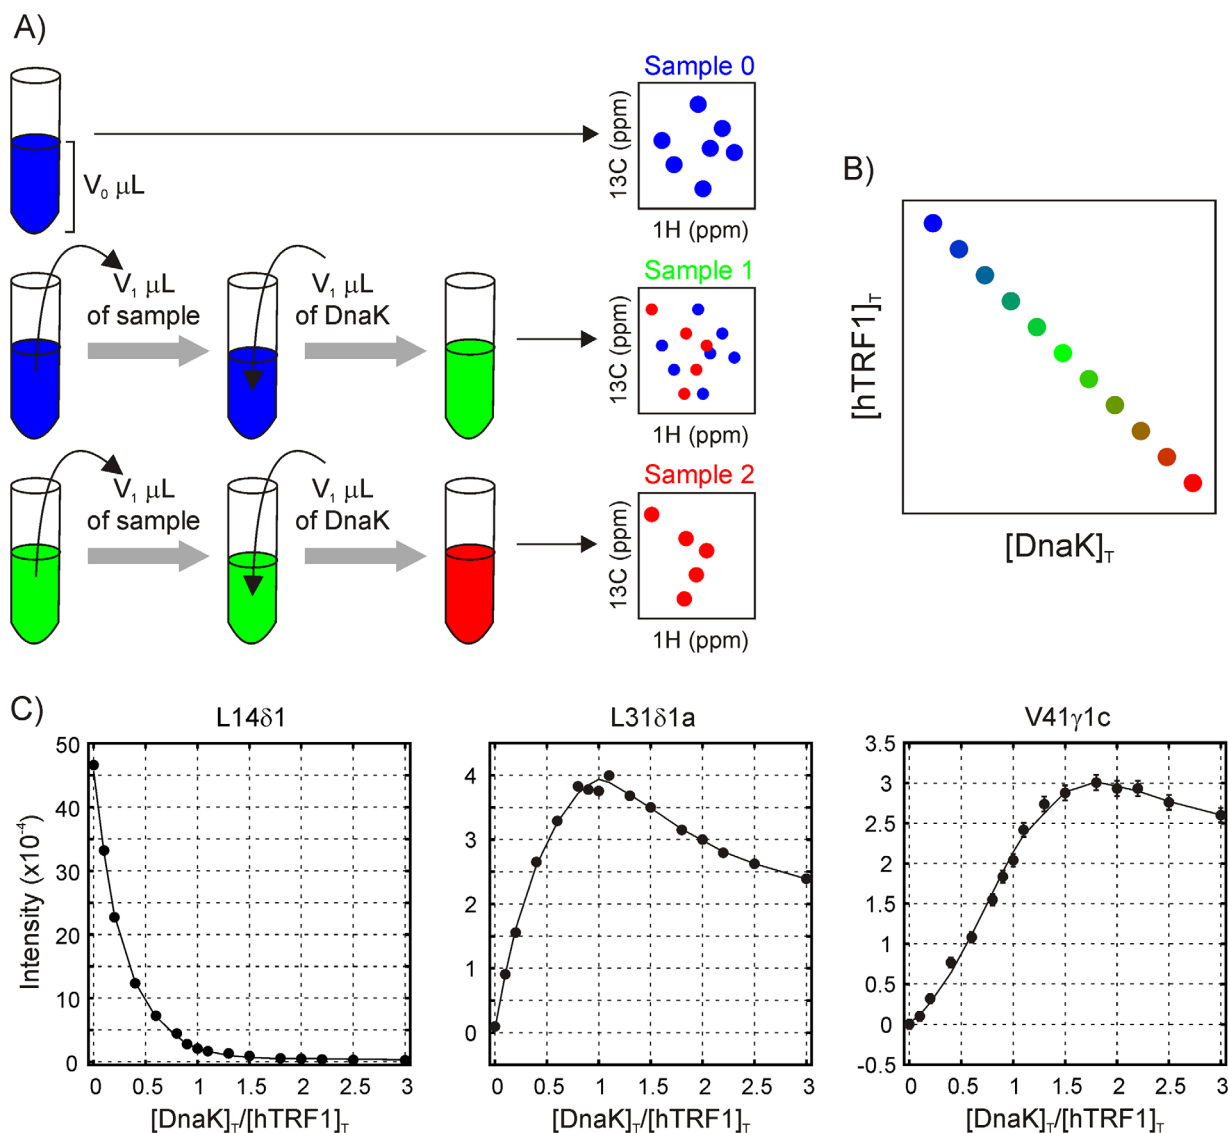 A)
Sample 0
13C (ppm)
1H (ppm)
V₀ μL
B)
[hTRF1]T
[DnaK]T
V₁ μL
of sample
V₁ μL
of DnaK
Sample 1
13C (ppm)
1H (ppm)
V₁ μL
of sample
V₁ μL
of DnaK
Sample 2
13C (ppm)
1H (ppm)
C)
L14δ1
Intensity (x10⁻⁴)
50
40
30
20
10
0
0 0.5 1 1.5 2 2.5 3
[DnaK]T/[hTRF1]T
L31δ1a
4
3
2
1
0
0 0.5 1 1.5 2 2.5 3
[DnaK]T/[hTRF1]T
V41γ1c
3.5
3
2.5
2
1.5
1
0.5
0
-0.5
0 0.5 1 1.5 2 2.5 3
[DnaK]T/[hTRF1]T